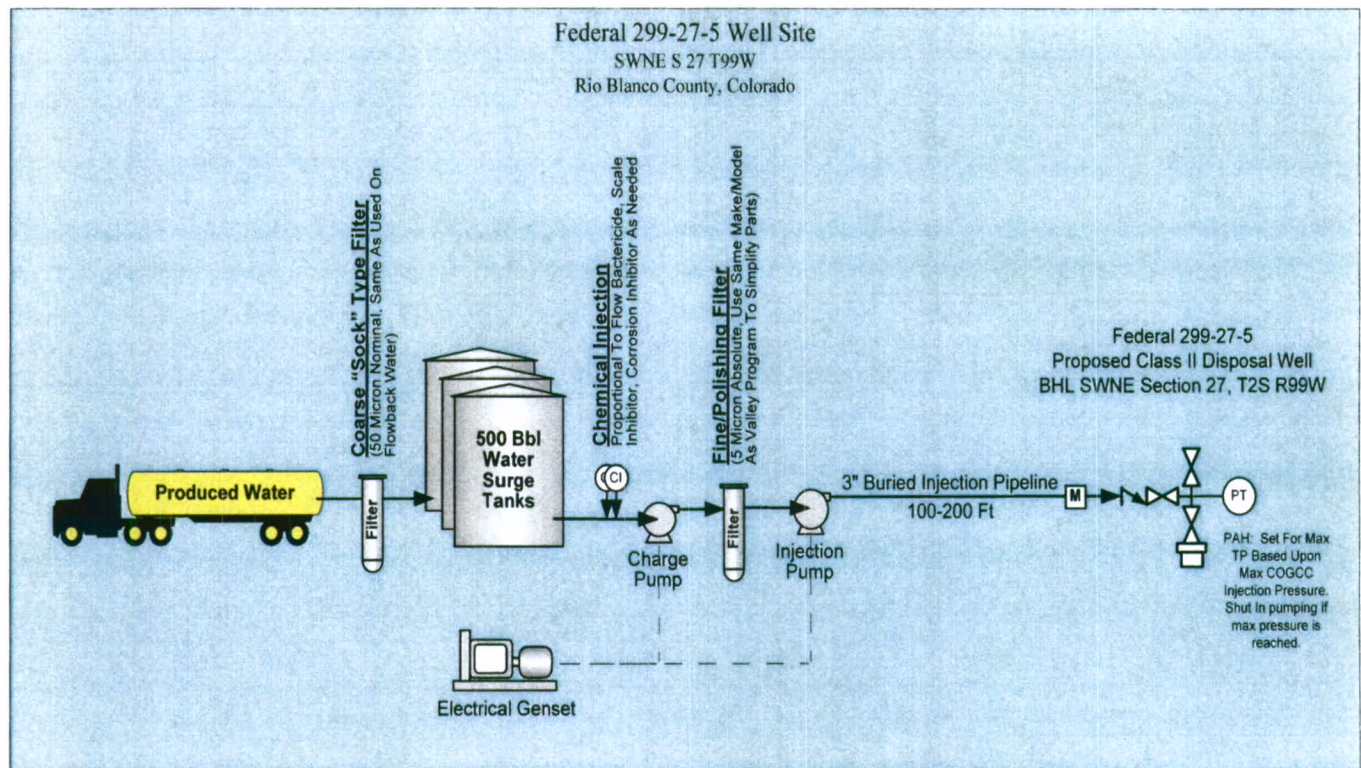 Federal 299-27-5 Well Site
SWNE S 27 T99W
Rio Blanco County, Colorado
Coarse "Sock" Type Filter
(50 Micron Nominal, Same As Used On
Flowback Water)
Chemical Injection
Proportional To Flow Bactericide, Scale
Inhibitor, Corrosion Inhibitor As Needed
Fine/Polishing Filter
(5 Micron Absolute, Use Same Make/Model
As Valley Program To Simplify Parts)
Federal 299-27-5
Proposed Class II Disposal Well
BHL SWNE Section 27, T2S R99W
Produced Water
Filter
500 Bbl
Water
Surge
Tanks
CI
Charge
Pump
Filter
Injection
Pump
3" Buried Injection Pipeline
100-200 Ft
M
PT
PAH: Set For Max
TP Based Upon
Max COGCC
Injection Pressure.
Shut In pumping if
max pressure is
reached.
Electrical Genset